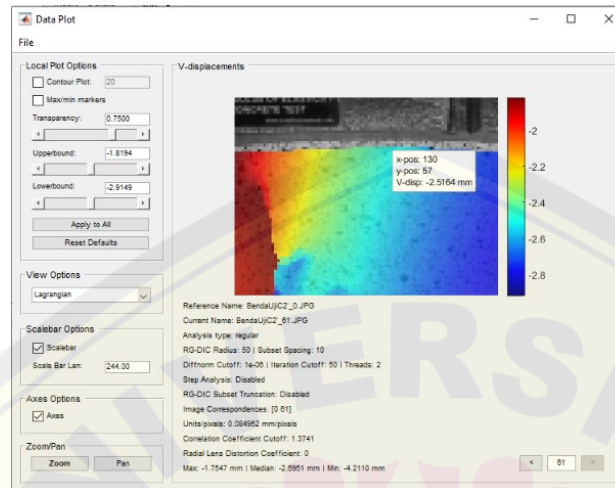 Data Plot
File
Local Plot Options
Contour Plot: 20
Max/min markers
Transparency: 0.7500
Upperbound: -1.8194
Lowerbound: -2.9149
Apply to All
Reset Defaults
View Options
Lagrangian
Scalebar Options
Scalebar
Scale Bar Len: 244.00
Axes Options
Axes
Zoom/Pan
Zoom Pan
V-displacements
CONCRETE TEST
x-pos: 130
y-pos: 57
V-disp: -2.5164 mm
-2
-2.2
-2.4
-2.6
-2.8
Reference Name: BendaUjiC2'_0.JPG
Current Name: BendaUjiC2'_61.JPG
Analysis type: regular
RG-DIC Radius: 50 | Subset Spacing: 10
Diffnorm Cutoff: 1e-06 | Iteration Cutoff: 50 | Threads: 2
Step Analysis: Disabled
RG-DIC Subset Truncation: Disabled
Image Correspondences: [0 61]
Units/pixels: 0.084962 mm/pixels
Correlation Coefficient Cutoff: 1.3741
Radial Lens Distortion Coefficient: 0
Max: -1.7547 mm | Median: -2.6951 mm | Min: -4.2110 mm
< 61 >